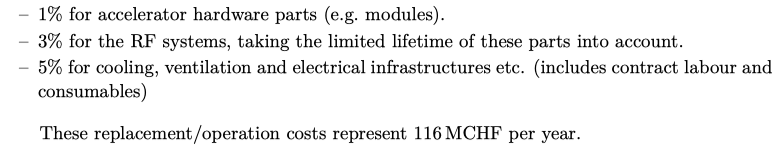 – 1% for accelerator hardware parts (e.g. modules).
– 3% for the RF systems, taking the limited lifetime of these parts into account.
– 5% for cooling, ventilation and electrical infrastructures etc. (includes contract labour and
consumables)
These replacement/operation costs represent 116 MCHF per year.